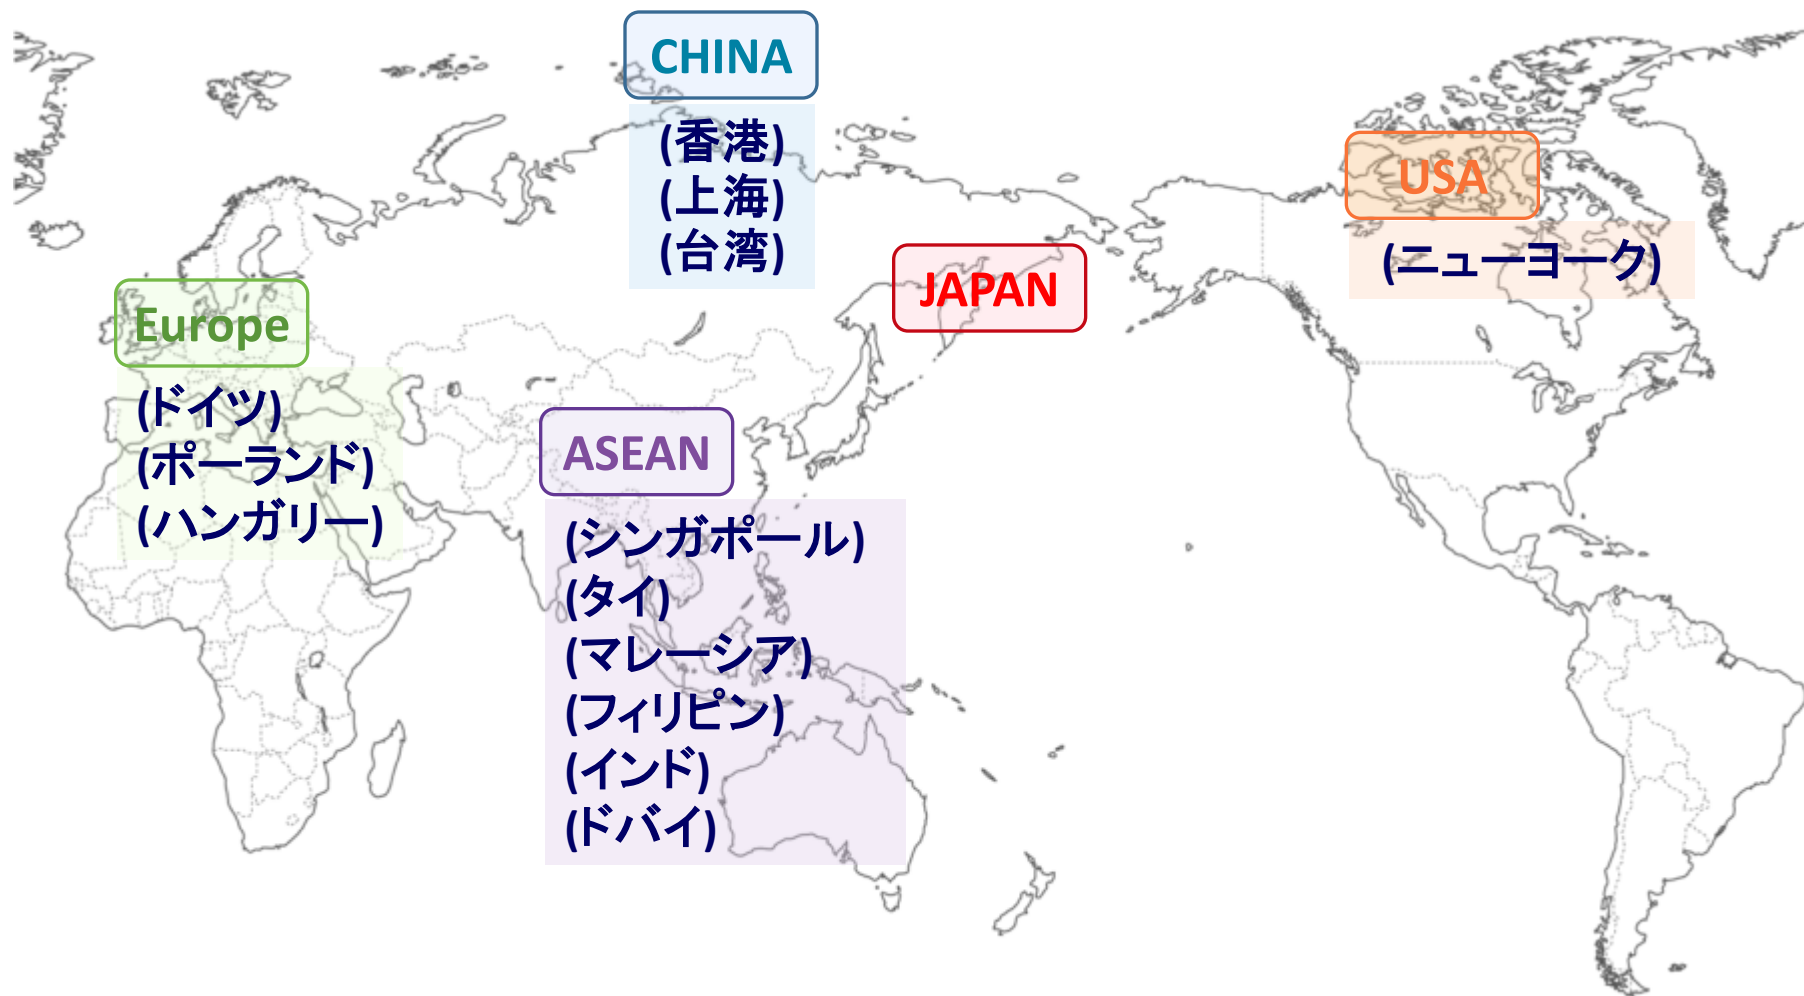 CHINA
(香港)
(上海)
(台湾)
USA
(ニューヨーク)
JAPAN
Europe
(ドイツ)
(ポーランド)
(ハンガリー)
ASEAN
(シンガポール)
(タイ)
(マレーシア)
(フィリピン)
(インド)
(ドバイ)